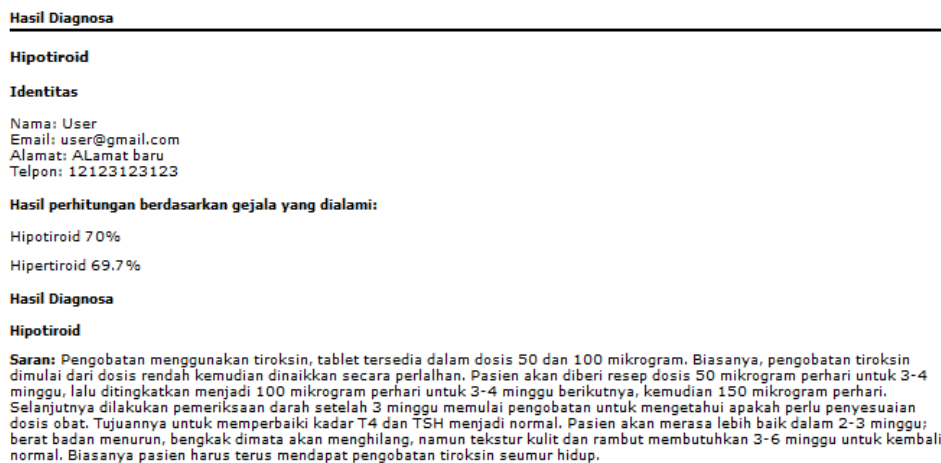 Hasil Diagnosa
Hipotiroid
Identitas
Nama: User
Email: user@gmail.com
Alamat: ALamat baru
Telpon: 12123123123
Hasil perhitungan berdasarkan gejala yang dialami:
Hipotiroid 70%
Hipertiroid 69.7%
Hasil Diagnosa
Hipotiroid
Saran: Pengobatan menggunakan tiroksin, tablet tersedia dalam dosis 50 dan 100 mikrogram. Biasanya, pengobatan tiroksin
dimulai dari dosis rendah kemudian dinaikkan secara perlalhan. Pasien akan diberi resep dosis 50 mikrogram perhari untuk 3-4
minggu, lalu ditingkatkan menjadi 100 mikrogram perhari untuk 3-4 minggu berikutnya, kemudian 150 mikrogram perhari.
Selanjutnya dilakukan pemeriksaan darah setelah 3 minggu memulai pengobatan untuk mengetahui apakah perlu penyesuaian
dosis obat. Tujuannya untuk memperbaiki kadar T4 dan TSH menjadi normal. Pasien akan merasa lebih baik dalam 2-3 minggu;
berat badan menurun, bengkak dimata akan menghilang, namun tekstur kulit dan rambut membutuhkan 3-6 minggu untuk kembali
normal. Biasanya pasien harus terus mendapat pengobatan tiroksin seumur hidup.